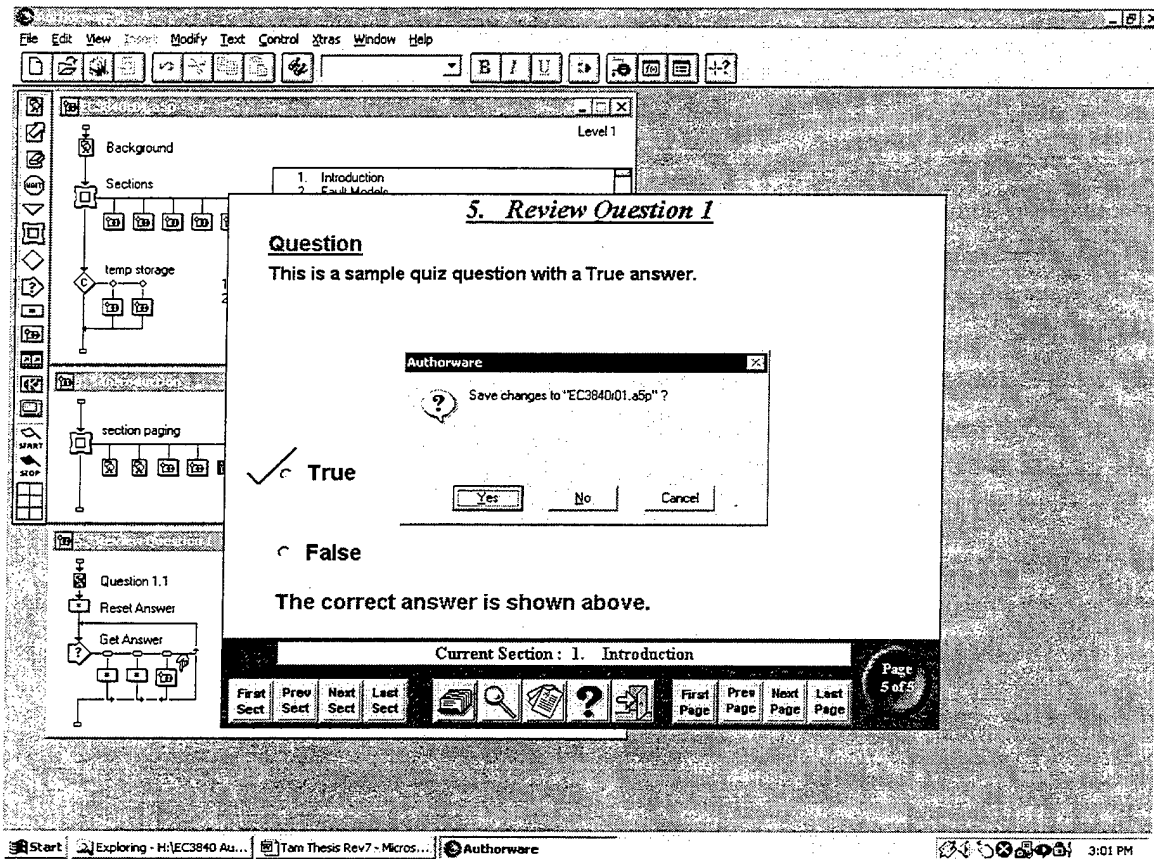 File Edit View Insert Modify Text Control Xtras Window Help
B I U
Level 1
Background
Sections
1. Introduction
2. Fault Models
temp storage
section paging
WAIT
START
STOP
Question 1.1
Reset Answer
Get Answer
5. Review Question 1
Question
This is a sample quiz question with a True answer.
Authorware
Save changes to "EC3840r01.a5p" ?
Yes No Cancel
True
False
The correct answer is shown above.
Current Section : 1. Introduction
First Sect Prev Sect Next Sect Last Sect
First Page Prev Page Next Page Last Page
Page
5 of 5
Start Exploring - H:\EC3840 Au... Tam Thesis Rev7 - Micros... Authorware 3:01 PM